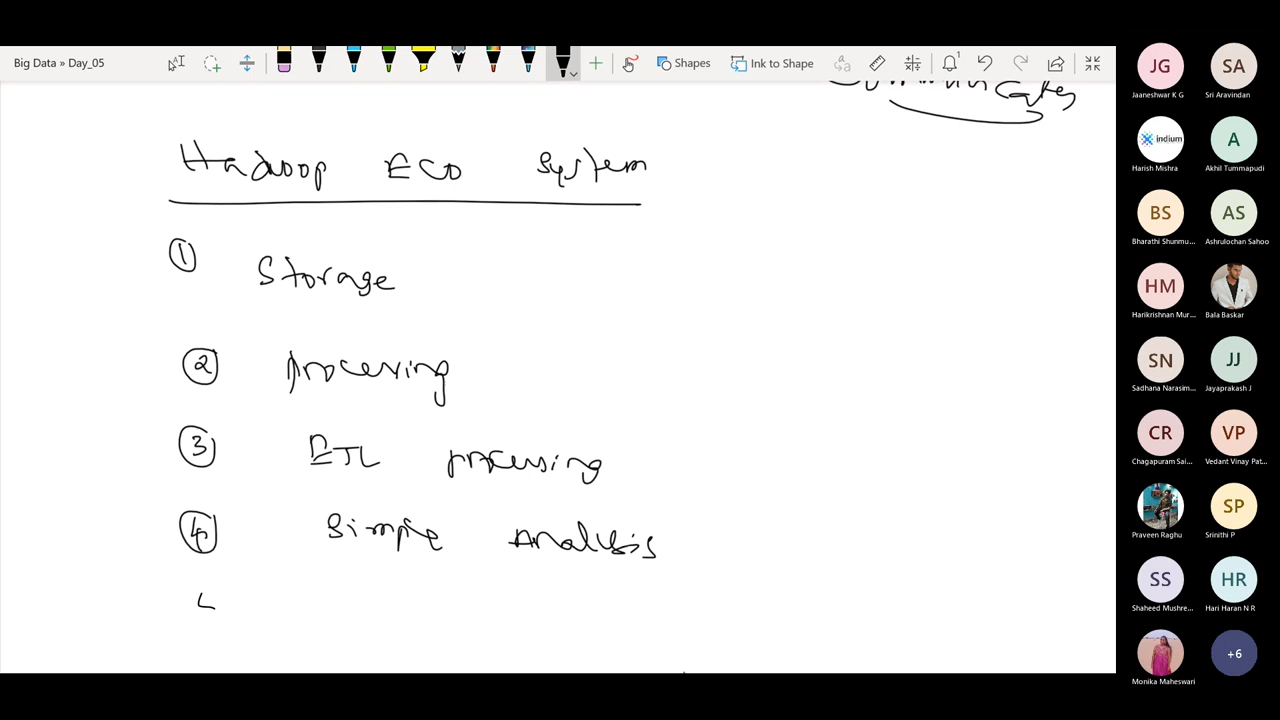 Big Data » Day_05
Shapes
Ink to Shape
1
Hadoop ECO System
① Storage
② processing
③ ETL processing
④ Simple Analysis
JG
Jaaneshwar K G
SA
Sri Aravindan
indium
Harish Mishra
A
Akhil Tummapudi
BS
Bharathi Shunmu...
AS
Ashrulochan Sahoo
HM
Harikrishnan Mur...
Bala Baskar
SN
Sadhana Narasim...
JJ
Jayaprakash J
CR
Chagapuram Sai...
VP
Vedant Vinay Pat...
Praveen Raghu
SP
Srinithi P
SS
Shaheed Mushre...
HR
Hari Haran N R
Monika Maheswari
+6